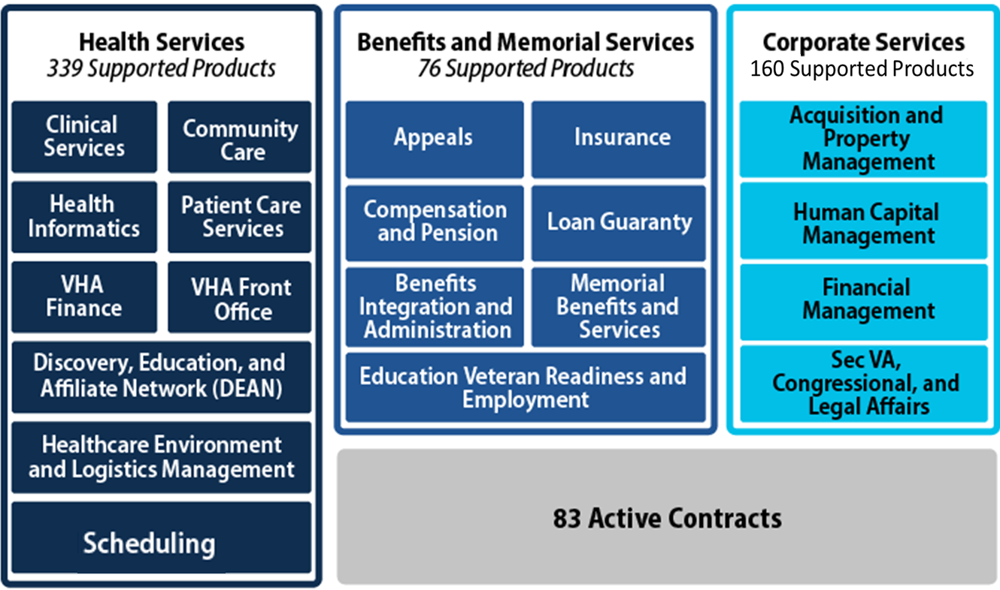 Health Services
339 Supported Products
Clinical
Services
Community
Care
Health
Informatics
Patient Care
Services
VHA
Finance
VHA Front
Office
Discovery, Education, and
Affiliate Network (DEAN)
Healthcare Environment
and Logistics Management
Scheduling
Benefits and Memorial Services
76 Supported Products
Appeals
Insurance
Compensation
and Pension
Loan Guaranty
Benefits
Integration and
Administration
Memorial
Benefits and
Services
Education Veteran Readiness and
Employment
Corporate Services
160 Supported Products
Acquisition and
Property
Management
Human Capital
Management
Financial
Management
Sec VA,
Congressional, and
Legal Affairs
83 Active Contracts